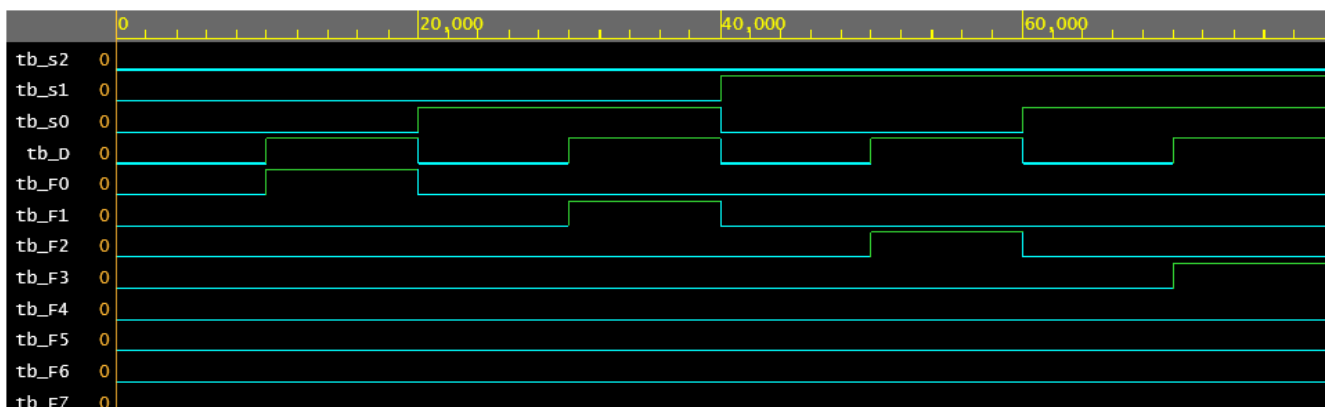 0 20,000 40,000 60,000
tb_s2 0
tb_s1 0
tb_s0 0
tb_D 0
tb_F0 0
tb_F1 0
tb_F2 0
tb_F3 0
tb_F4 0
tb_F5 0
tb_F6 0
tb_F7 0